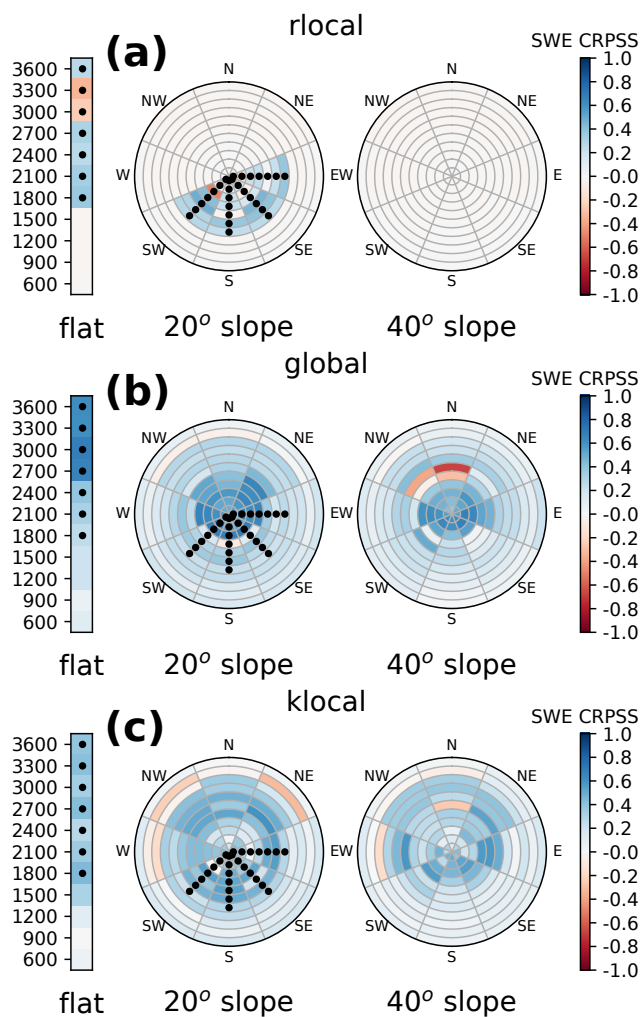 rlocal
(a)
SWE CRPSS
3600
3300
3000
2700
2400
2100
1800
1500
1200
900
600
flat
N
NE
E
SE
S
SW
W
NW
20° slope
N
NE
E
SE
S
SW
W
NW
40° slope
1.0
0.8
0.6
0.4
0.2
0.0
-0.2
-0.4
-0.6
-0.8
-1.0
global
(b)
SWE CRPSS
3600
3300
3000
2700
2400
2100
1800
1500
1200
900
600
flat
N
NE
E
SE
S
SW
W
NW
20° slope
N
NE
E
SE
S
SW
W
NW
40° slope
1.0
0.8
0.6
0.4
0.2
0.0
-0.2
-0.4
-0.6
-0.8
-1.0
klocal
(c)
SWE CRPSS
3600
3300
3000
2700
2400
2100
1800
1500
1200
900
600
flat
N
NE
E
SE
S
SW
W
NW
20° slope
N
NE
E
SE
S
SW
W
NW
40° slope
1.0
0.8
0.6
0.4
0.2
0.0
-0.2
-0.4
-0.6
-0.8
-1.0